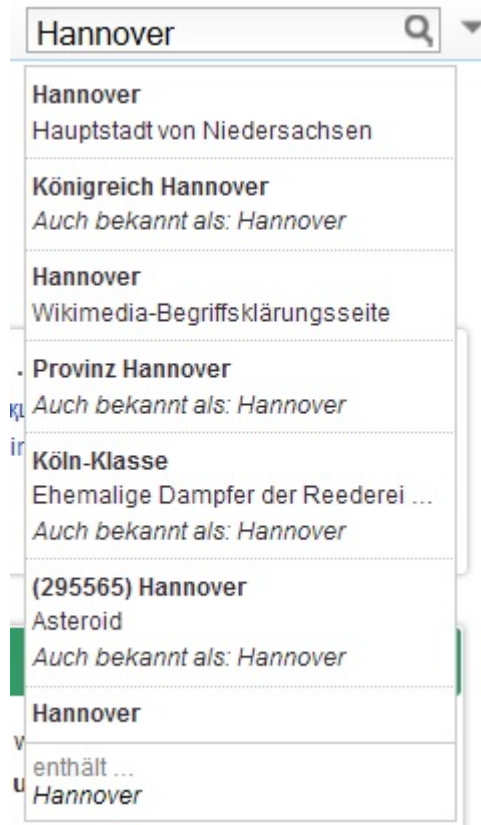 Hannover
Hannover
Hauptstadt von Niedersachsen
Königreich Hannover
Auch bekannt als: Hannover
Hannover
Wikimedia-Begriffsklärungsseite
Provinz Hannover
Auch bekannt als: Hannover
Köln-Klasse
Ehemalige Dampfer der Reederei ...
Auch bekannt als: Hannover
(295565) Hannover
Asteroid
Auch bekannt als: Hannover
Hannover
enthält ...
Hannover